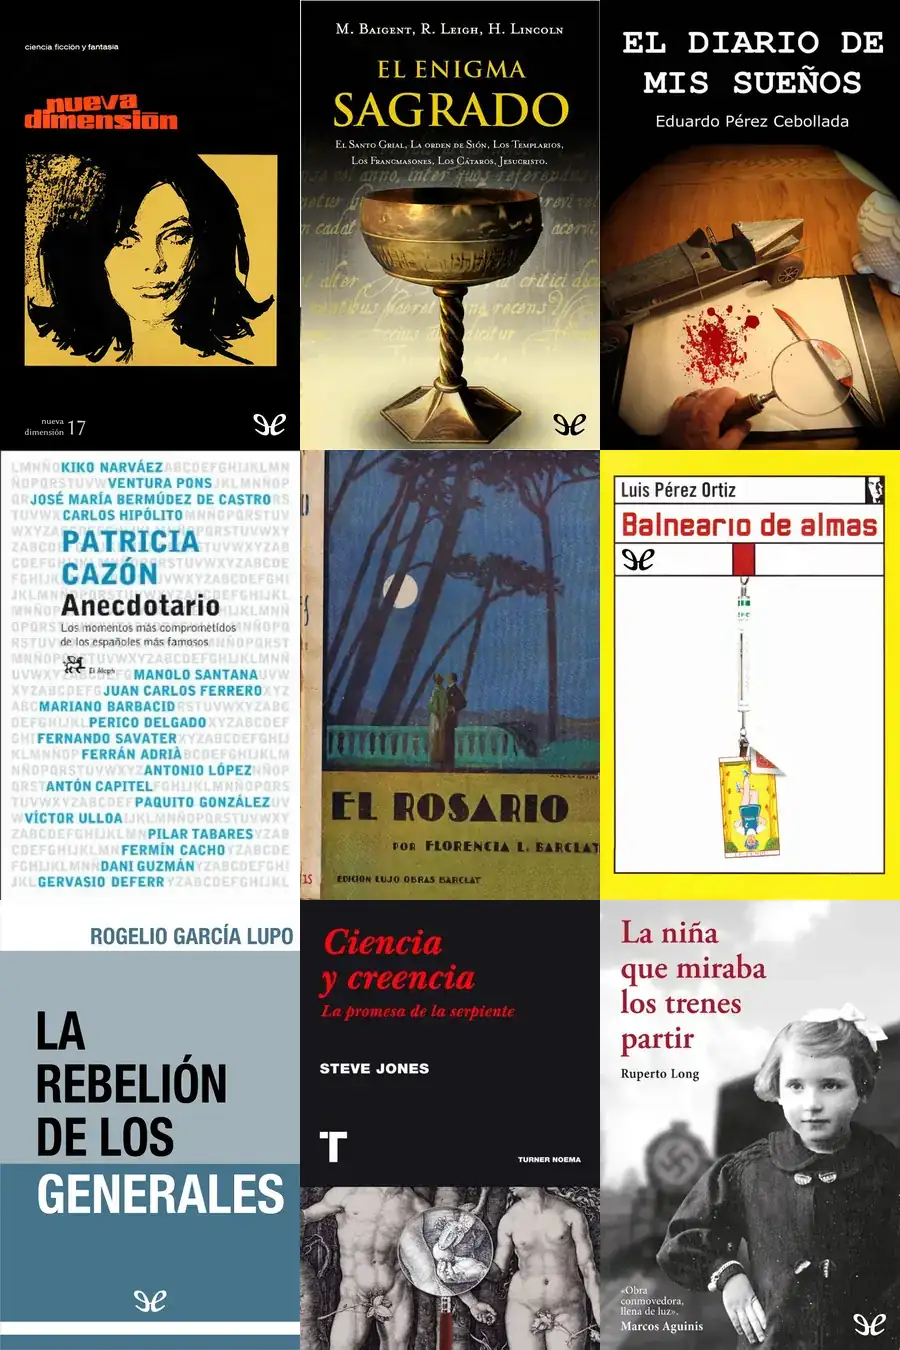 ciencia ficción y fantasía
nueva
dimensión
nueva
dimensión 17
M. Baigent, R. Leigh, H. Lincoln
El Enigma
Sagrado
El Santo Grial, La orden de Sión, Los Templarios,
Los Francmasones, Los Cátaros, Jesucristo.
EL DIARIO DE
MIS SUEÑOS
Eduardo Pérez Cebollada
KIKO NARVÁEZ
VENTURA PONS
JOSÉ MARÍA BERMÚDEZ DE CASTRO
CARLOS HIPÓLITO
PATRICIA
CAZÓN
Anecdotario
Los momentos más comprometidos
de los españoles más famosos
El Aleph
MANOLO SANTANA
JUAN CARLOS FERRERO
MARIANO BARBACID
PERICO DELGADO
FERNANDO SAVATER
FERRÁN ADRIÀ
ANTONIO LÓPEZ
ANTÓN CAPITEL
PAQUITO GONZÁLEZ
VÍCTOR ULLOA
PILAR TABARES
FERMÍN CACHO
DANI GUZMÁN
GERVASIO DEFERR
EL ROSARIO
POR FLORENCIA L. BARCLAY
EDICION LUJO OBRAS BARCLAY
Luis Pérez Ortiz
Balneario de almas
ROGELIO GARCÍA LUPO
LA
REBELIÓN
DE LOS
GENERALES
Ciencia
y creencia
La promesa de la serpiente
STEVE JONES
T
TURNER NOEMA
La niña
que miraba
los trenes
partir
Ruperto Long
«Obra
conmovedora,
llena de luz».
Marcos Aguinis